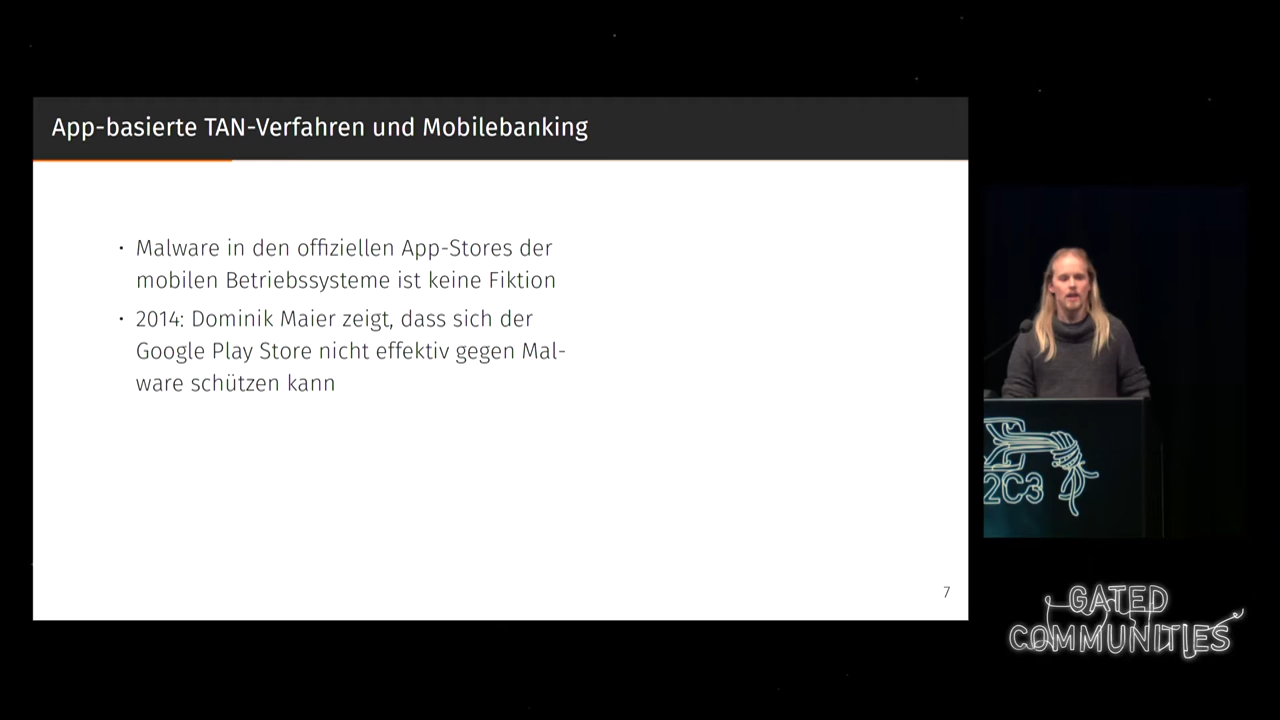 App-basierte TAN-Verfahren und Mobilebanking
• Malware in den offiziellen App-Stores der
mobilen Betriebssysteme ist keine Fiktion
• 2014: Dominik Maier zeigt, dass sich der
Google Play Store nicht effektiv gegen Mal-
ware schützen kann
7
2C3
GATED
COMMUNITIES